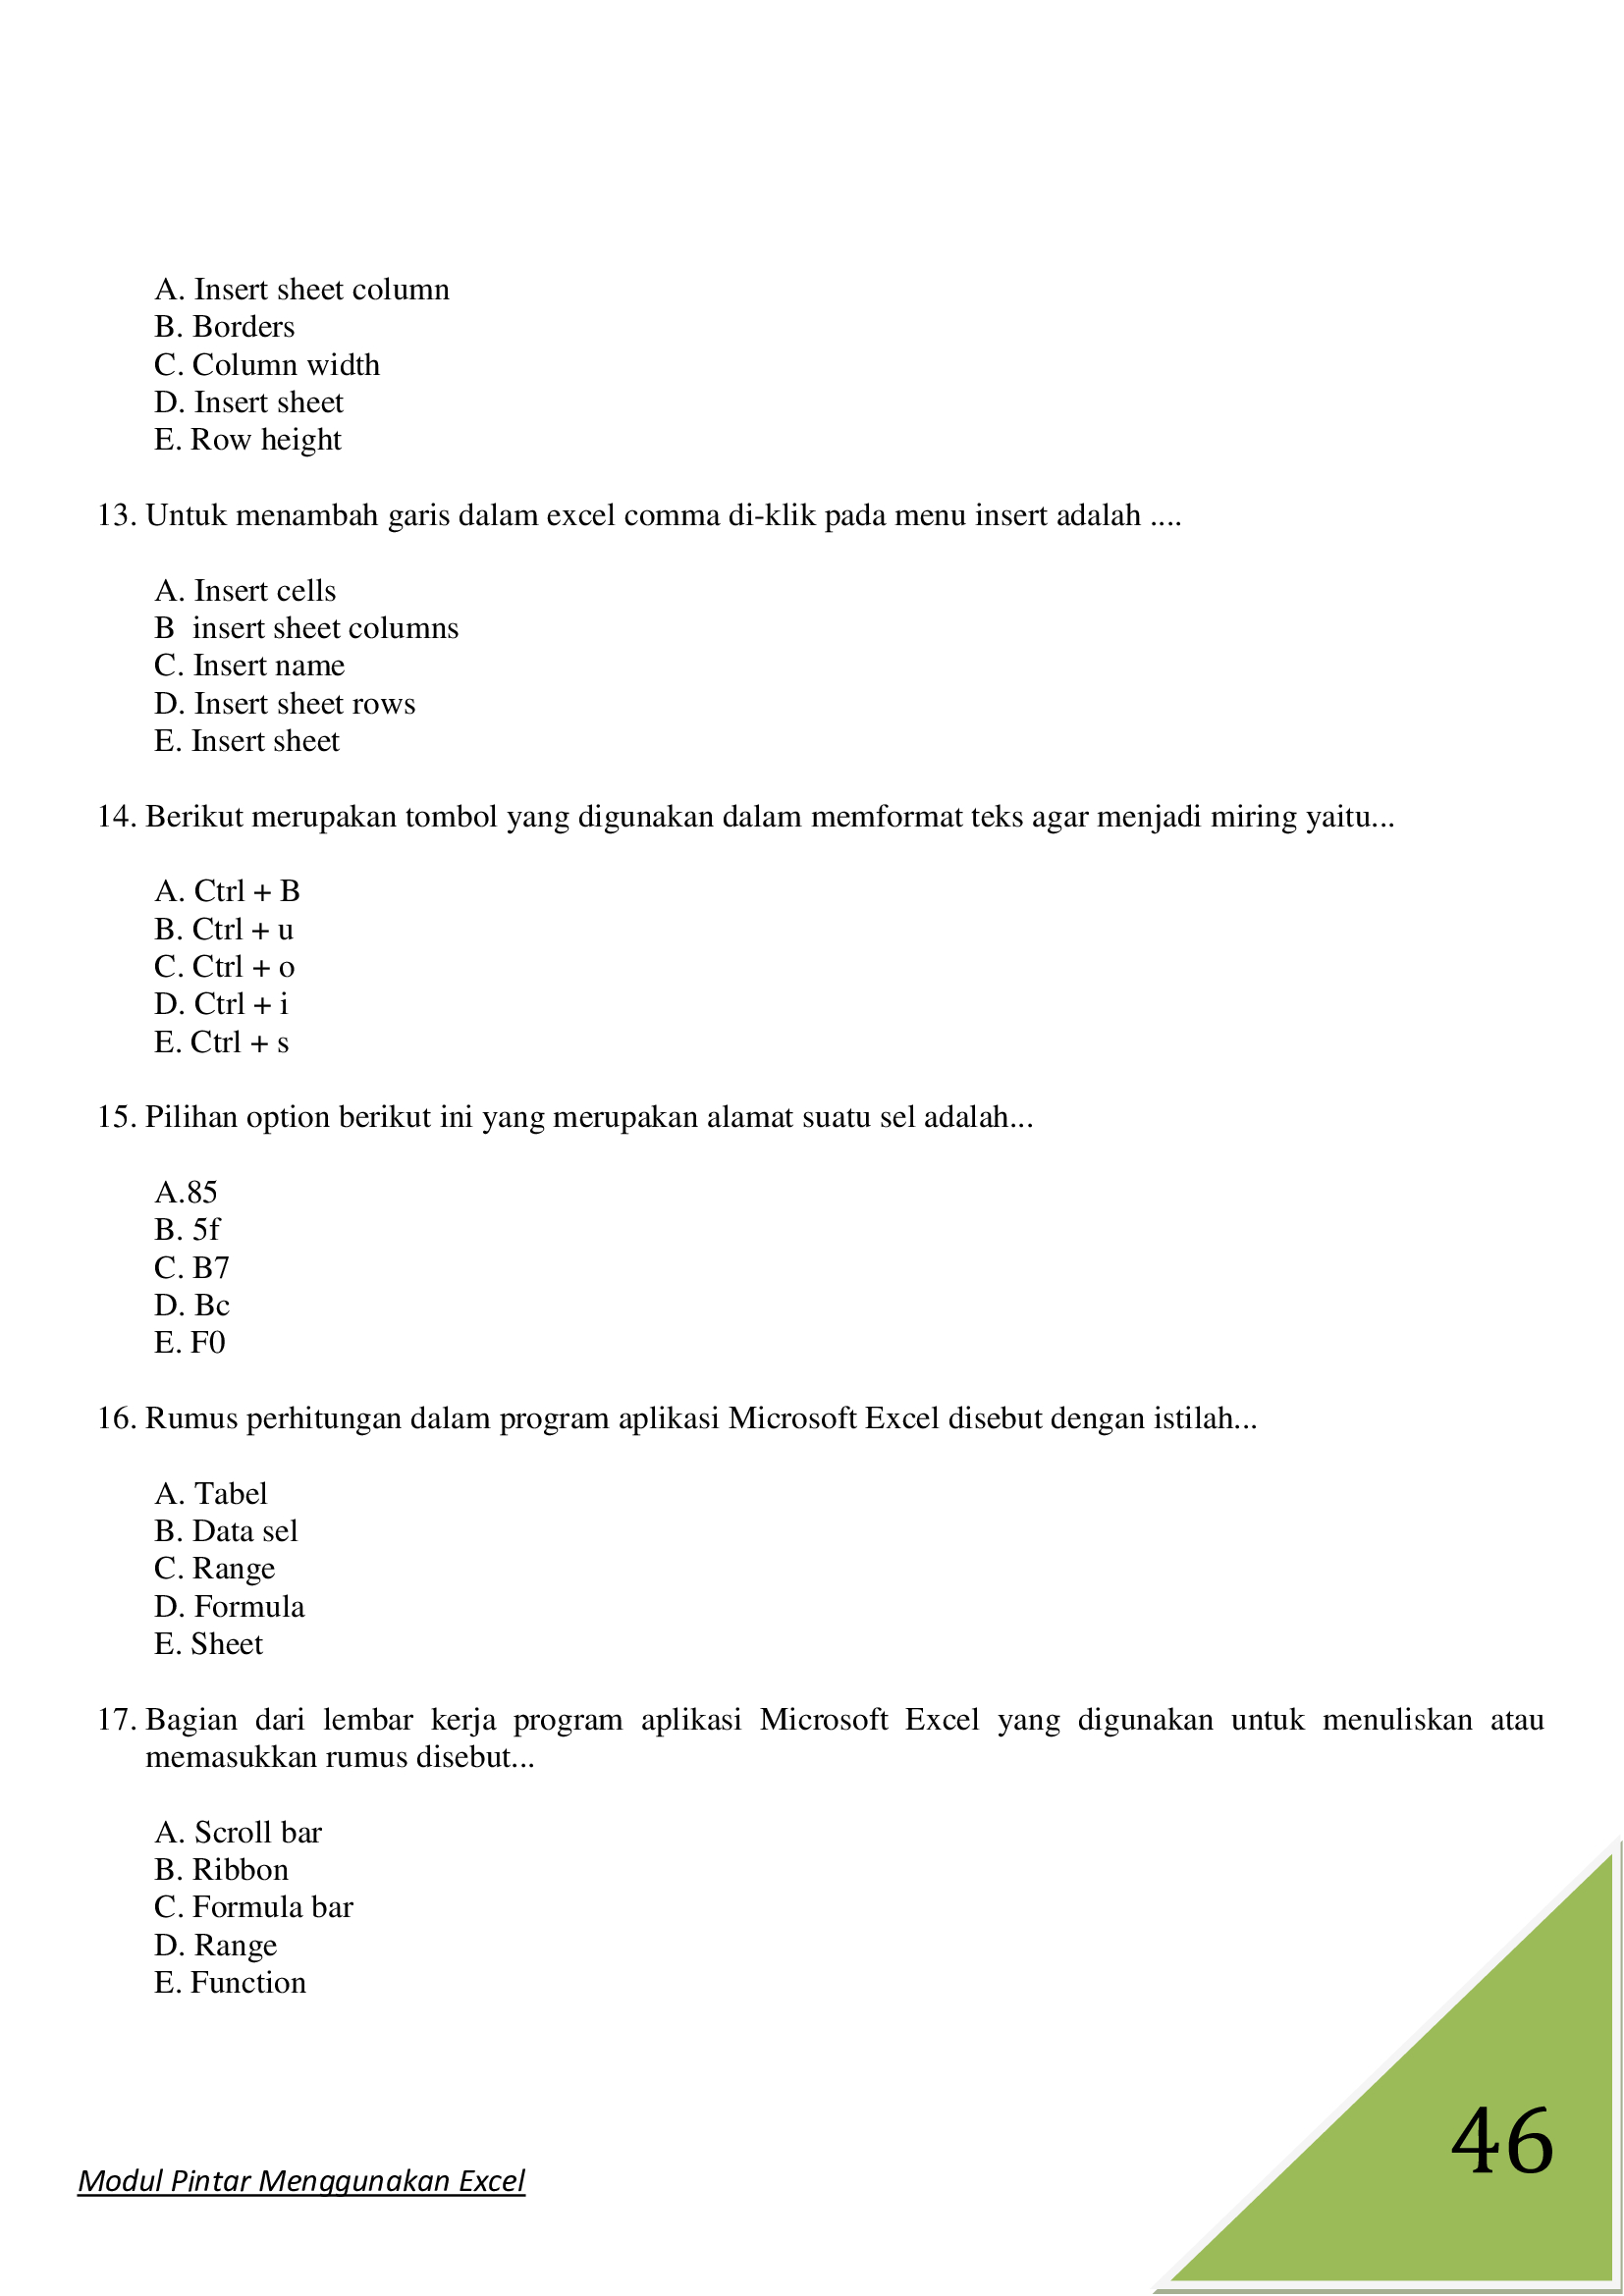 A. Insert sheet column
B. Borders
C. Column width
D. Insert sheet
E. Row height
13. Untuk menambah garis dalam excel comma di-klik pada menu insert adalah ....
A. Insert cells
B  insert sheet columns
C. Insert name
D. Insert sheet rows
E. Insert sheet
14. Berikut merupakan tombol yang digunakan dalam memformat teks agar menjadi miring yaitu...
A. Ctrl + B
B. Ctrl + u
C. Ctrl + o
D. Ctrl + i
E. Ctrl + s
15. Pilihan option berikut ini yang merupakan alamat suatu sel adalah...
A.85
B. 5f
C. B7
D. Bc
E. F0
16. Rumus perhitungan dalam program aplikasi Microsoft Excel disebut dengan istilah...
A. Tabel
B. Data sel
C. Range
D. Formula
E. Sheet
17. Bagian dari lembar kerja program aplikasi Microsoft Excel yang digunakan untuk menuliskan atau
memasukkan rumus disebut...
A. Scroll bar
B. Ribbon
C. Formula bar
D. Range
E. Function
46
Modul Pintar Menggunakan Excel